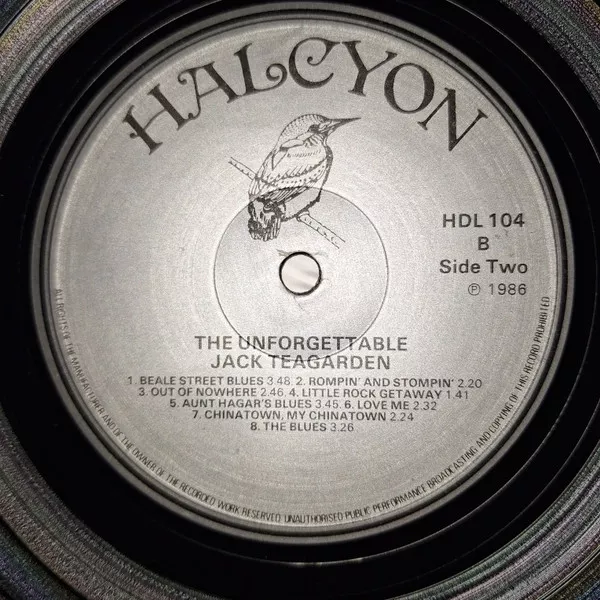 HALCYON
HDL 104
B
Side Two
℗ 1986
THE UNFORGETTABLE
JACK TEAGARDEN
1. BEALE STREET BLUES 3.48. 2. ROMPIN' AND STOMPIN' 2.20
3. OUT OF NOWHERE 2.46. 4. LITTLE ROCK GETAWAY 1.41
5. AUNT HAGAR'S BLUES 3.45. 6. LOVE ME 2.32
7. CHINATOWN, MY CHINATOWN 2.24
8. THE BLUES 3.26
ALL RIGHTS OF THE MANUFACTURER AND OF THE OWNER OF THE RECORDED WORK RESERVED. UNAUTHORISED PUBLIC PERFORMANCE BROADCASTING AND COPYING OF THIS RECORD PROHIBITED